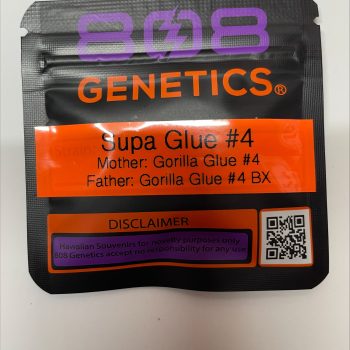 808
GENETICS®
Strain:
Supa Glue #4
Mother: Gorilla Glue #4
Father: Gorilla Glue #4 BX
DISCLAIMER
Hawaiian Souvenirs for novelty purposes only
808 Genetics accept no responsibility for any use